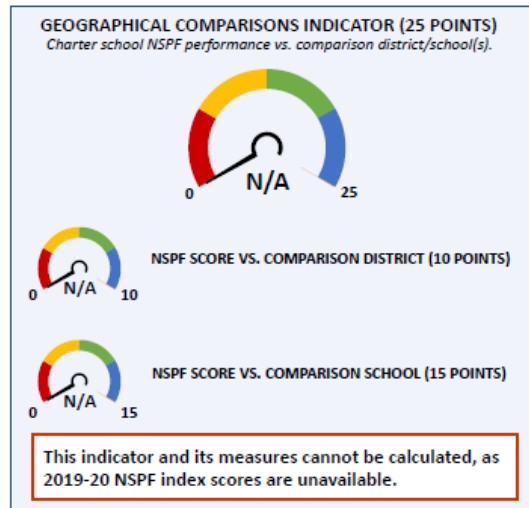 GEOGRAPHICAL COMPARISONS INDICATOR (25 POINTS)
Charter school NSPF performance vs. comparison district/school(s).
N/A
0
25
NSPF SCORE VS. COMPARISON DISTRICT (10 POINTS)
N/A
0
10
NSPF SCORE VS. COMPARISON SCHOOL (15 POINTS)
N/A
0
15
This indicator and its measures cannot be calculated, as
2019-20 NSPF index scores are unavailable.